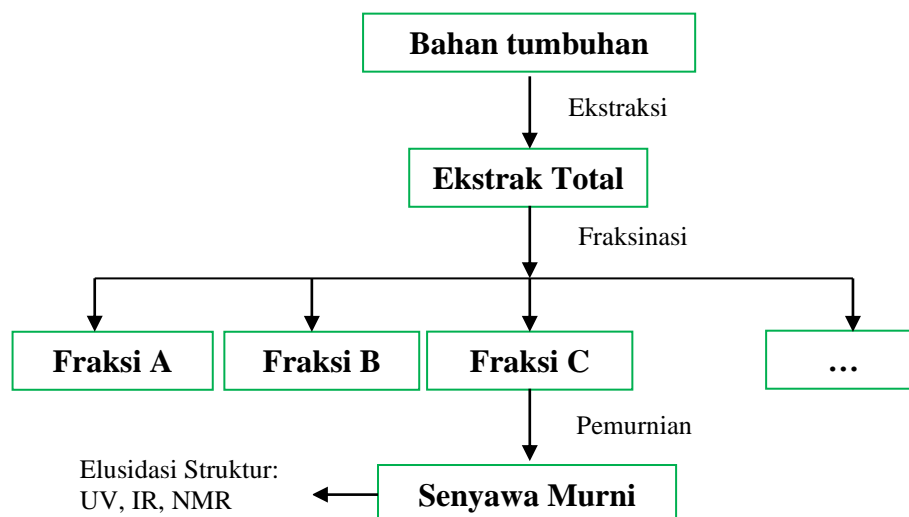 Bahan tumbuhan
Ekstraksi
Ekstrak Total
Fraksinasi
Fraksi A
Fraksi B
Fraksi C
…
Pemurnian
Elusidasi Struktur:
UV, IR, NMR
Senyawa Murni